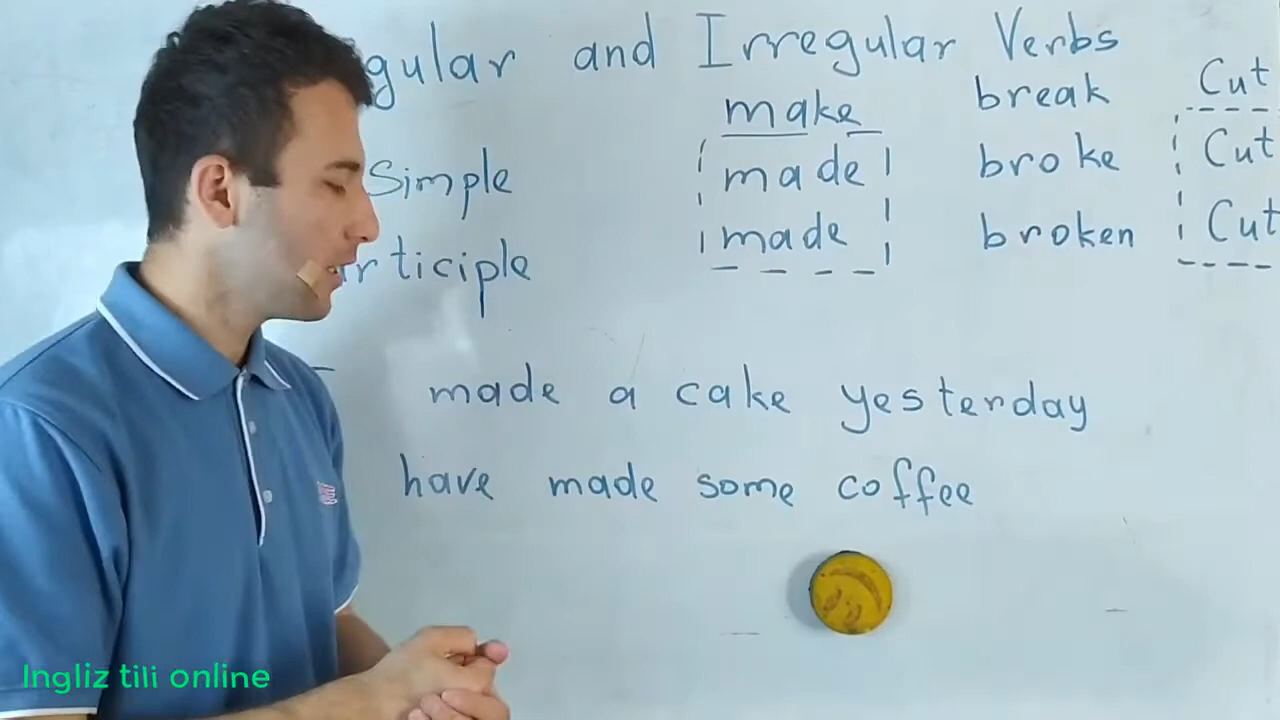 gular and Irregular Verbs
make break Cut
Simple made broke Cut
rticiple made broken Cut
made a cake yesterday
have made some coffee
Ingliz tili online